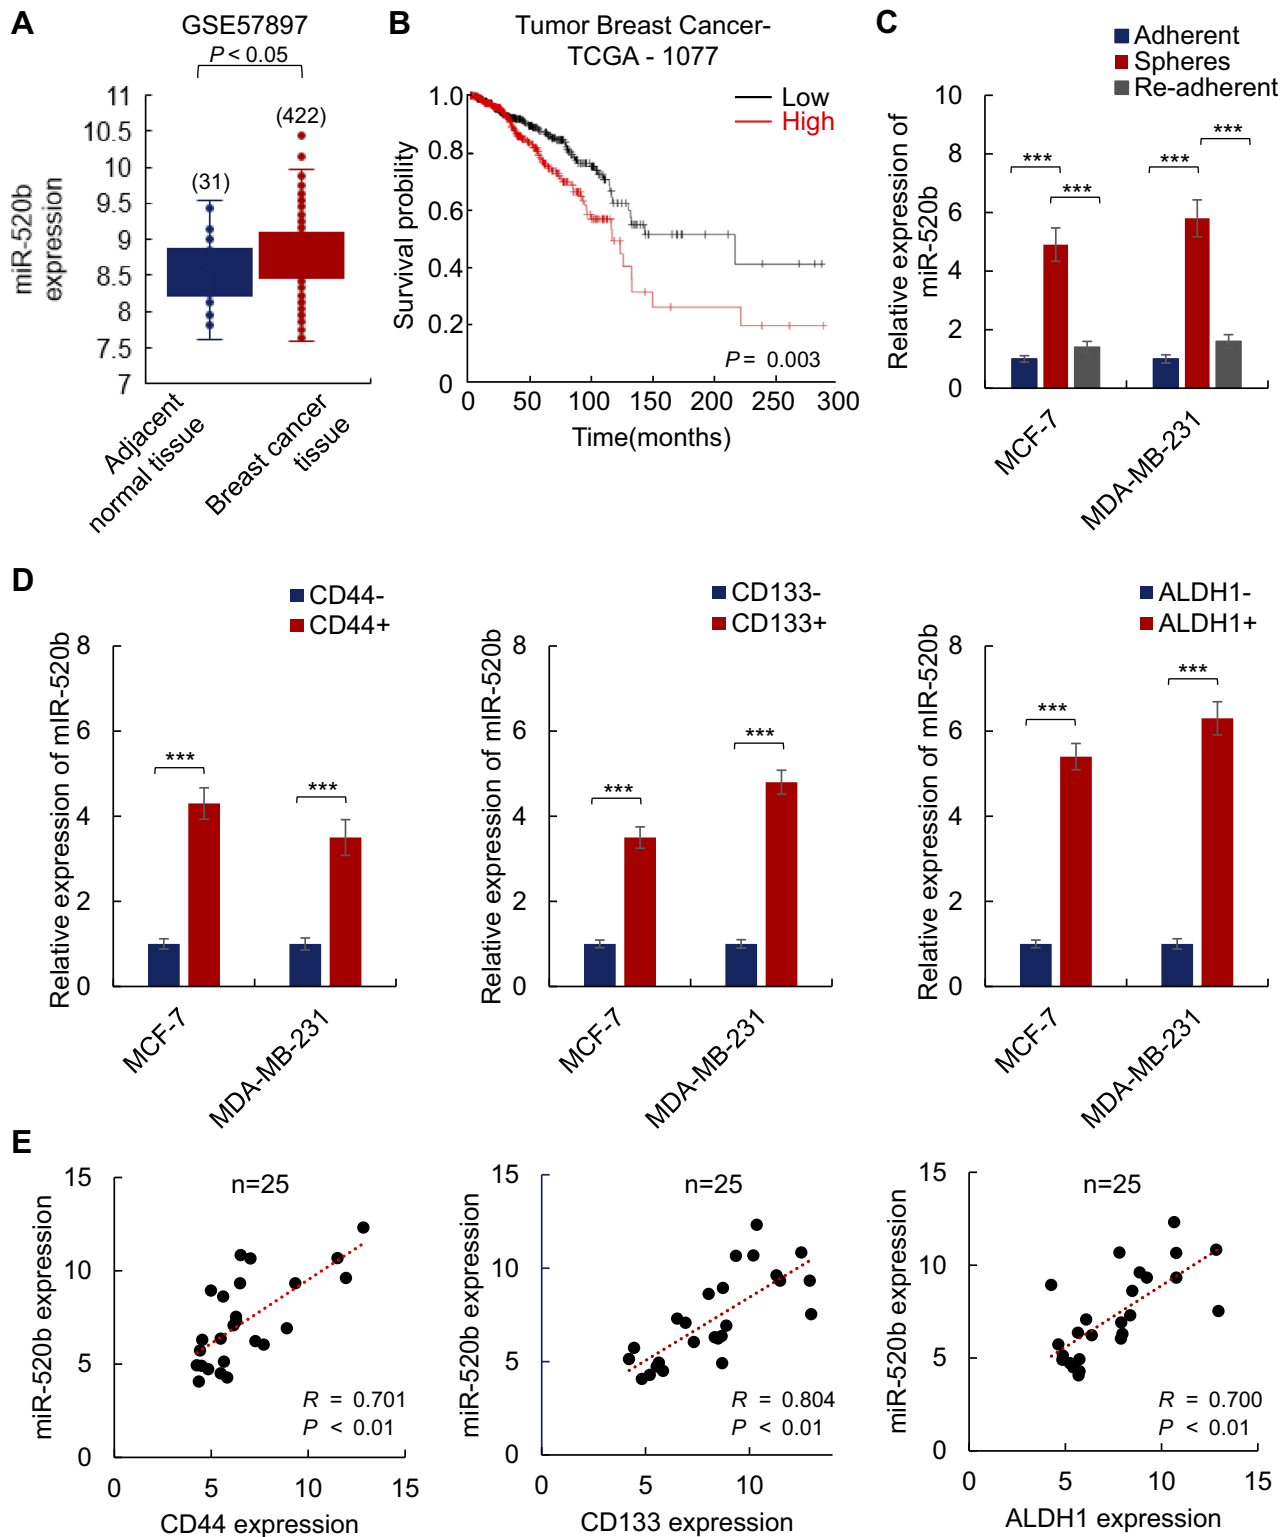 A
GSE57897
P < 0.05
11
10.5
10
9.5
9
8.5
8
7.5
7
(31)
(422)
miR-520b
expression
Adjacent
normal tissue
Breast cancer
tissue
B
Tumor Breast Cancer-
TCGA - 1077
Low
High
1.0
0.8
0.6
0.4
0.2
0
Survival probility
P = 0.003
0 50 100 150 200 250 300
Time(months)
C
Adherent
Spheres
Re-adherent
10
8
6
4
2
0
Relative expression of
miR-520b
*** *** *** ***
MCF-7
MDA-MB-231
D
CD44-
CD44+
8
6
4
2
0
Relative expression of mIR-520b
*** ***
MCF-7
MDA-MB-231
CD133-
CD133+
8
6
4
2
0
Relative expression of mIR-520b
*** ***
MCF-7
MDA-MB-231
ALDH1-
ALDH1+
8
6
4
2
0
Relative expression of mIR-520b
*** ***
MCF-7
MDA-MB-231
E
n=25
15
10
5
0
miR-520b expression
R = 0.701
P < 0.01
0 5 10 15
CD44 expression
n=25
15
10
5
0
miR-520b expression
R = 0.804
P < 0.01
0 5 10
CD133 expression
n=25
15
10
5
0
miR-520b expression
R = 0.700
P < 0.01
0 5 10 15
ALDH1 expression